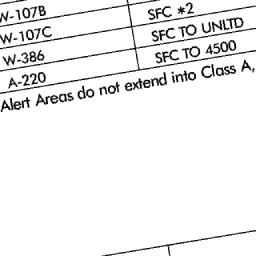 W-107B SFC *2
W-107C SFC TO UNLTD
W-386 SFC TO 4500
A-220
Alert Areas do not extend into Class A,